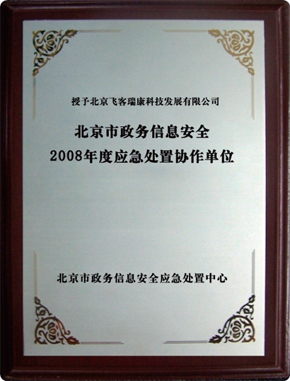 授予北京飞客瑞康科技发展有限公司
北京市政务信息安全
2008年度应急处置协作单位
北京市政务信息安全应急处置中心